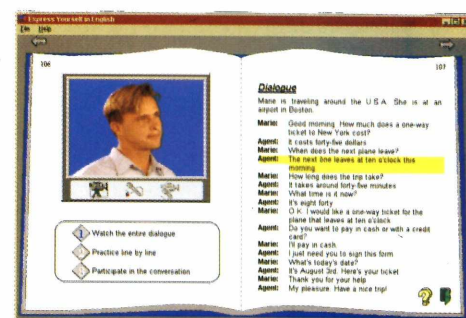 Express Yourself in English
File Help
106
Watch the entire dialogue
Practice line by line
Participate in the conversation
107
Dialogue
Marie is traveling around the U.S.A. She is at an
airport in Boston.
Marie: Good morning. How much does a one-way
ticket to New York cost?
Agent: It costs forty-five dollars
Marie: When does the next plane leave?
Agent: The next one leaves at ten o'clock this
morning.
Marie: How long does the trip take?
Agent: It takes around forty-five minutes
Marie: What time is it now?
Agent: It's eight forty
Marie: O.K. I would like a one-way ticket for the
plane that leaves at ten o'clock
Agent: Do you want to pay in cash or with a credit
card?
Marie: I'll pay in cash.
Agent: I just need you to sign this form
Marie: What's today's date?
Agent: It's August 3rd. Here's your ticket
Marie: Thank you for your help
Agent: My pleasure. Have a nice trip!